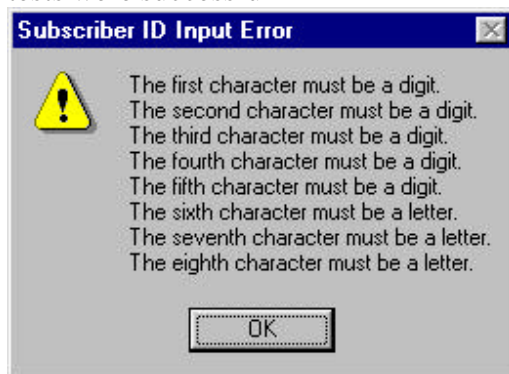 Subscriber ID Input Error
The first character must be a digit.
The second character must be a digit.
The third character must be a digit.
The fourth character must be a digit.
The fifth character must be a digit.
The sixth character must be a letter.
The seventh character must be a letter.
The eighth character must be a letter.
OK